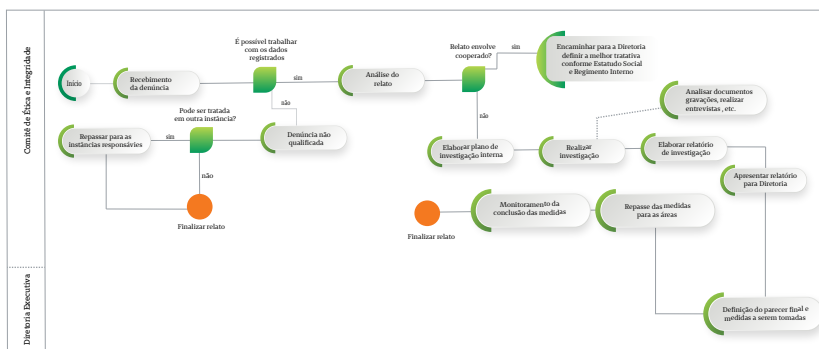 Comitê de Ética e Integridade
Início
Recebimento
da denúncia
É possível trabalhar
com os dados
registrados
sim
não
Análise do
relato
Relato envolve
cooperado?
sim
não
Encaminhar para a Diretoria
definir a melhor tratativa
conforme Estatudo Social
e Regimento Interno
Analisar documentos
gravações, realizar
entrevistas , etc.
Repassar para as
instâncias responsávies
sim
Pode ser tratada
em outra instância?
não
Denúncia não
qualificada
Elaborar plano de
investigação interna
Realizar
investigação
Elaborar relatório
de investigação
Apresentar relatório
para Diretoria
Finalizar relato
Finalizar relato
Monitoramento da
conclusão das medidas
Repasse das medidas
para as áreas
Diretoria Executiva
Definição do parecer final e
medidas a serem tomadas